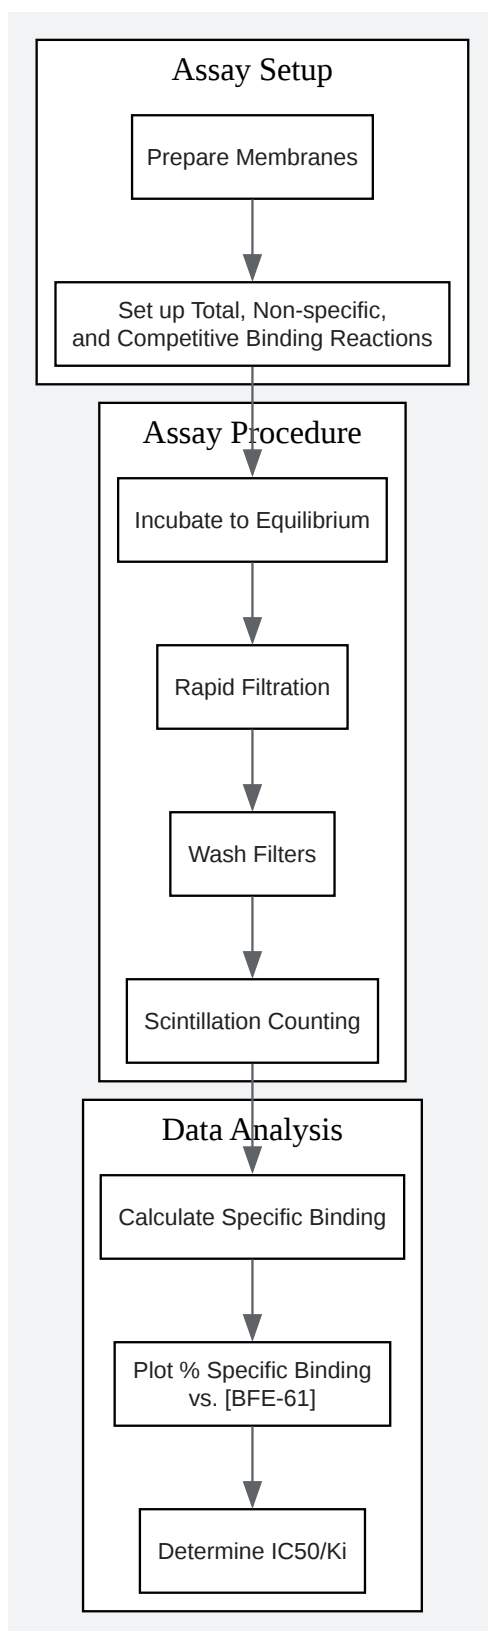 Assay Setup
Prepare Membranes
Set up Total, Non-specific,
and Competitive Binding Reactions
Assay Procedure
Incubate to Equilibrium
Rapid Filtration
Wash Filters
Scintillation Counting
Data Analysis
Calculate Specific Binding
Plot % Specific Binding
vs. [BFE-61]
Determine IC50/Ki